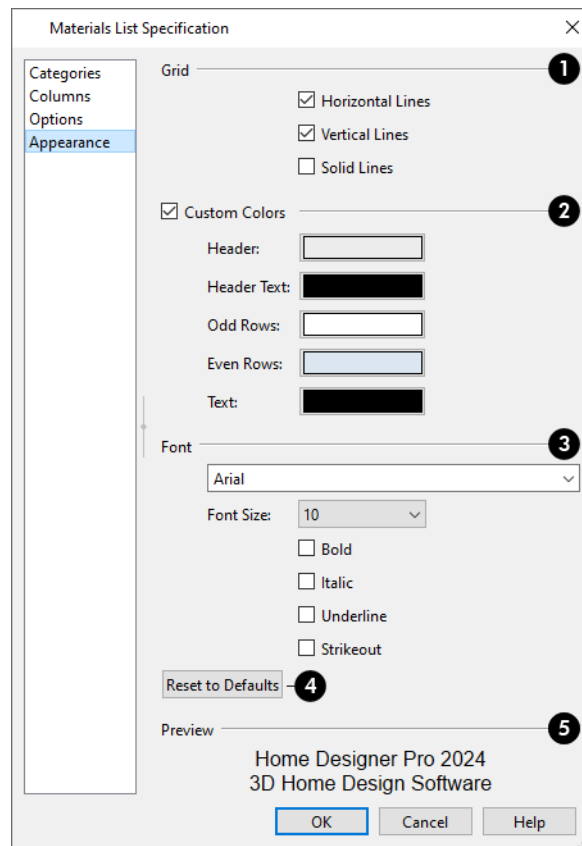 Materials List Specification
Categories
Columns
Options
Appearance
Grid
1
Horizontal Lines
Vertical Lines
Solid Lines
Custom Colors
2
Header:
Header Text:
Odd Rows:
Even Rows:
Text:
Font
3
Arial
Font Size:
10
Bold
Italic
Underline
Strikeout
Reset to Defaults
4
Preview
5
Home Designer Pro 2024
3D Home Design Software
OK
Cancel
Help